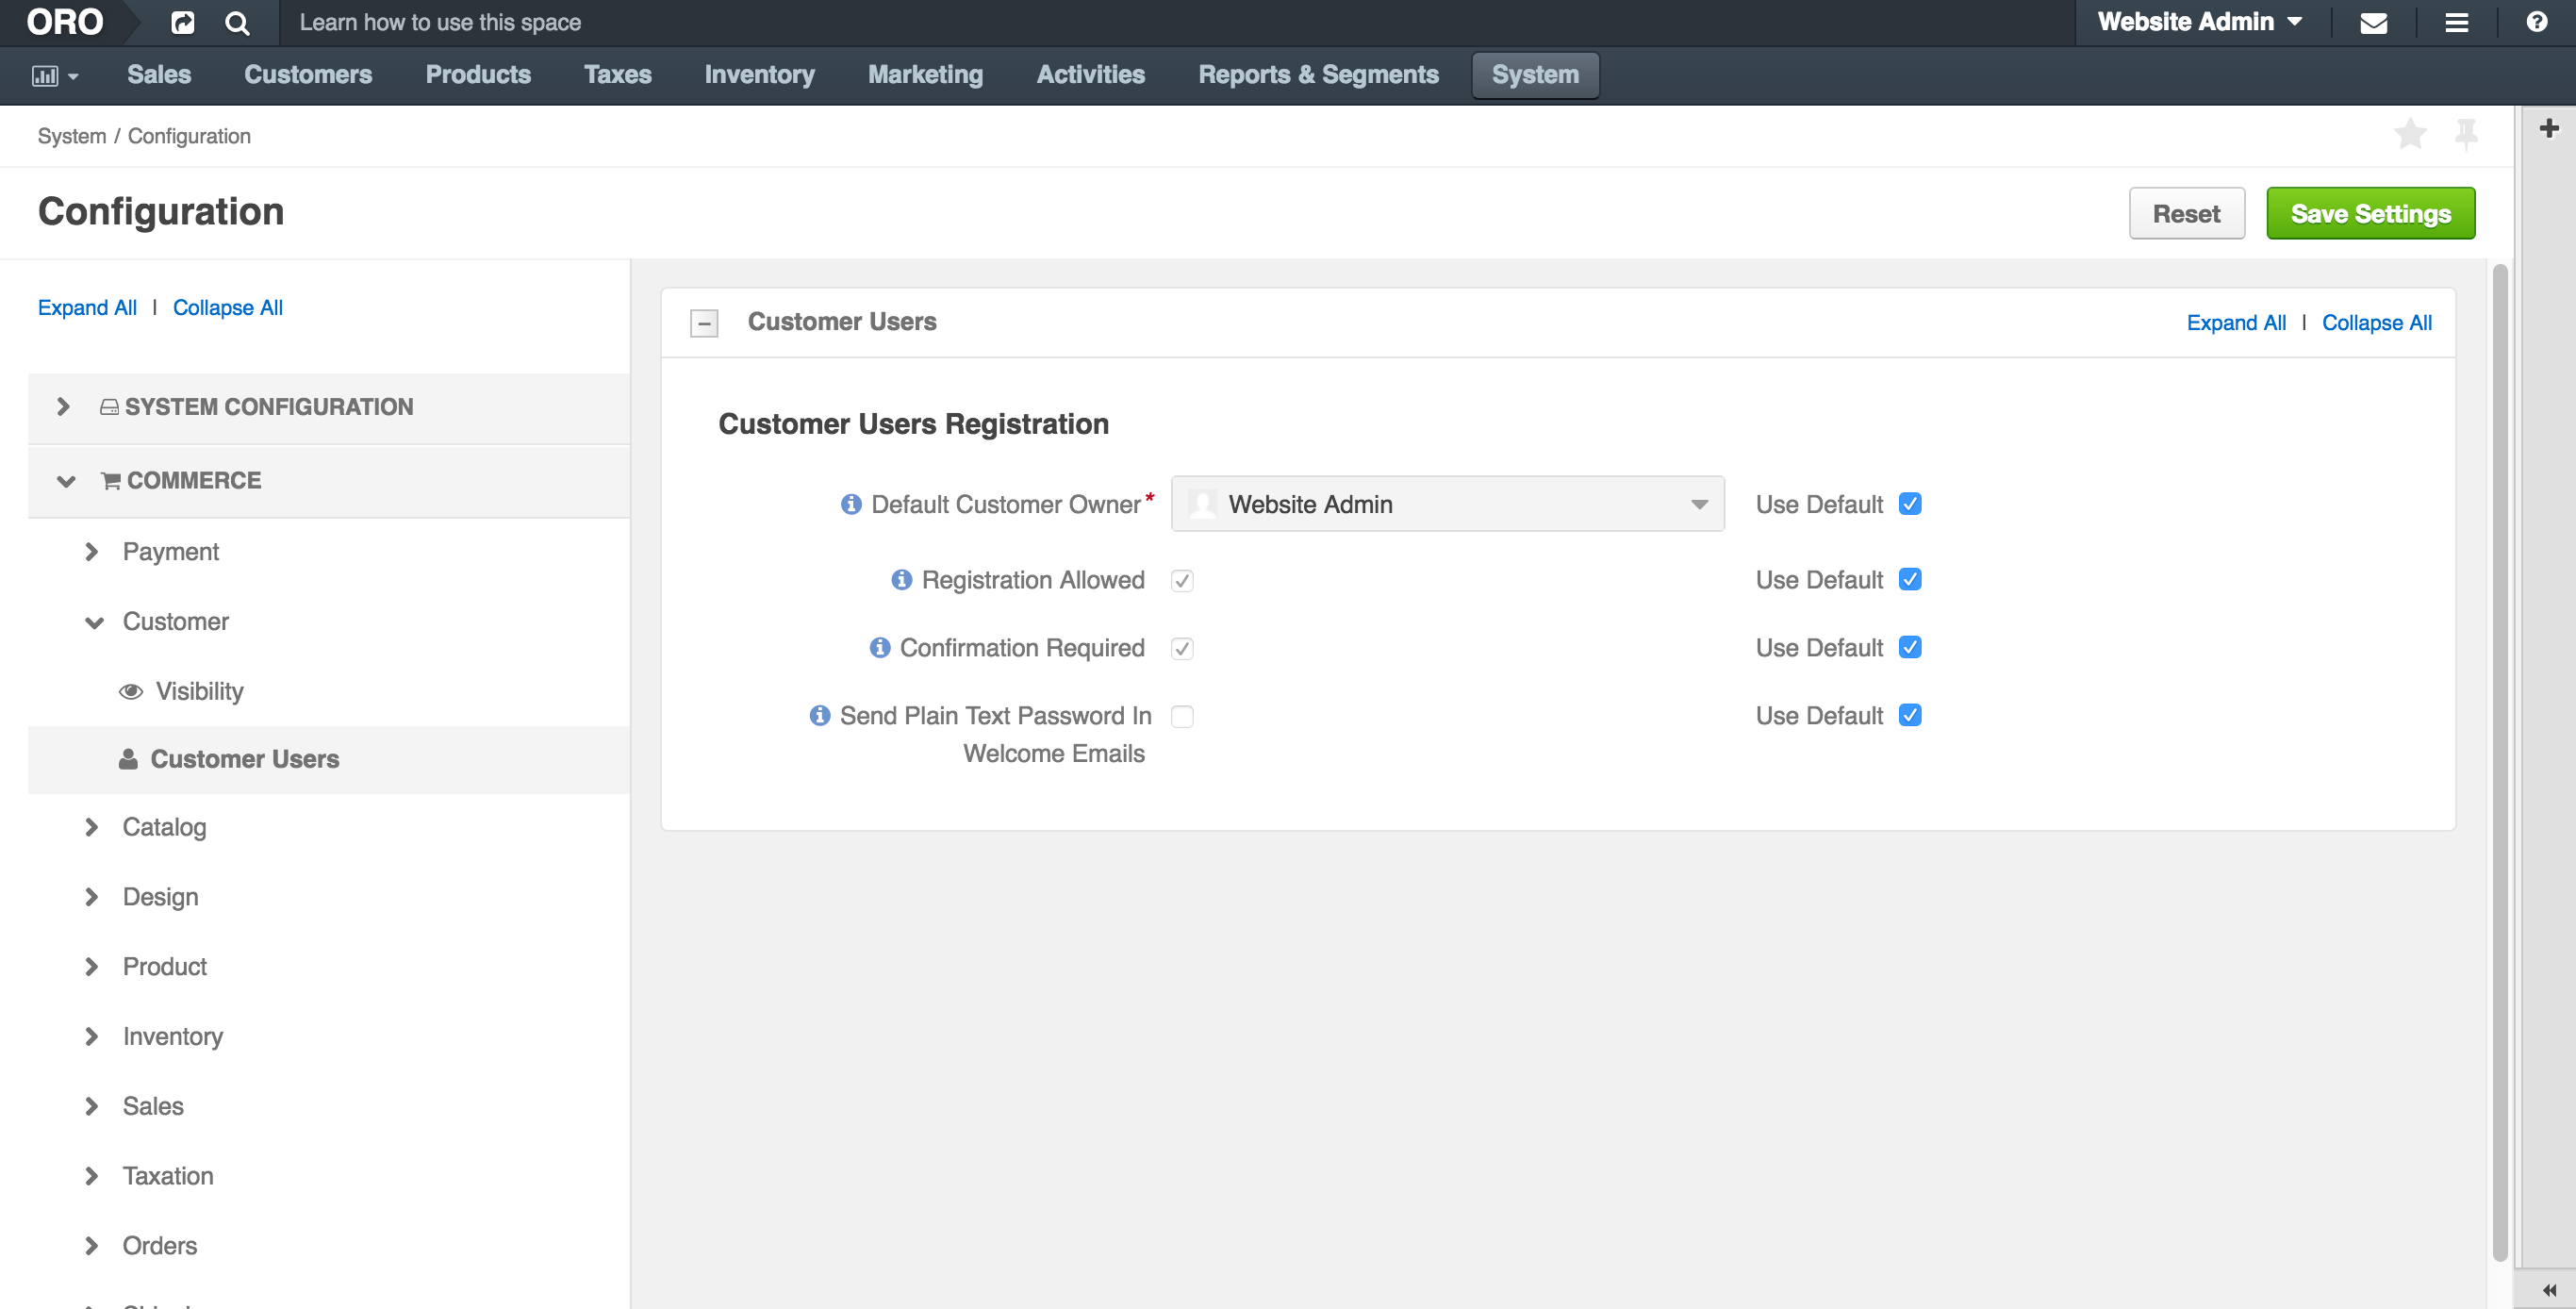 ORO
Learn how to use this space
Website Admin
Sales Customers Products Taxes Inventory Marketing Activities Reports & Segments System
System / Configuration
Configuration
Reset Save Settings
Expand All | Collapse All
SYSTEM CONFIGURATION
COMMERCE
Payment
Customer
Visibility
Customer Users
Catalog
Design
Product
Inventory
Sales
Taxation
Orders
Customer Users
Expand All | Collapse All
Customer Users Registration
Default Customer Owner* Website Admin Use Default
Registration Allowed Use Default
Confirmation Required Use Default
Send Plain Text Password In Use Default
Welcome Emails